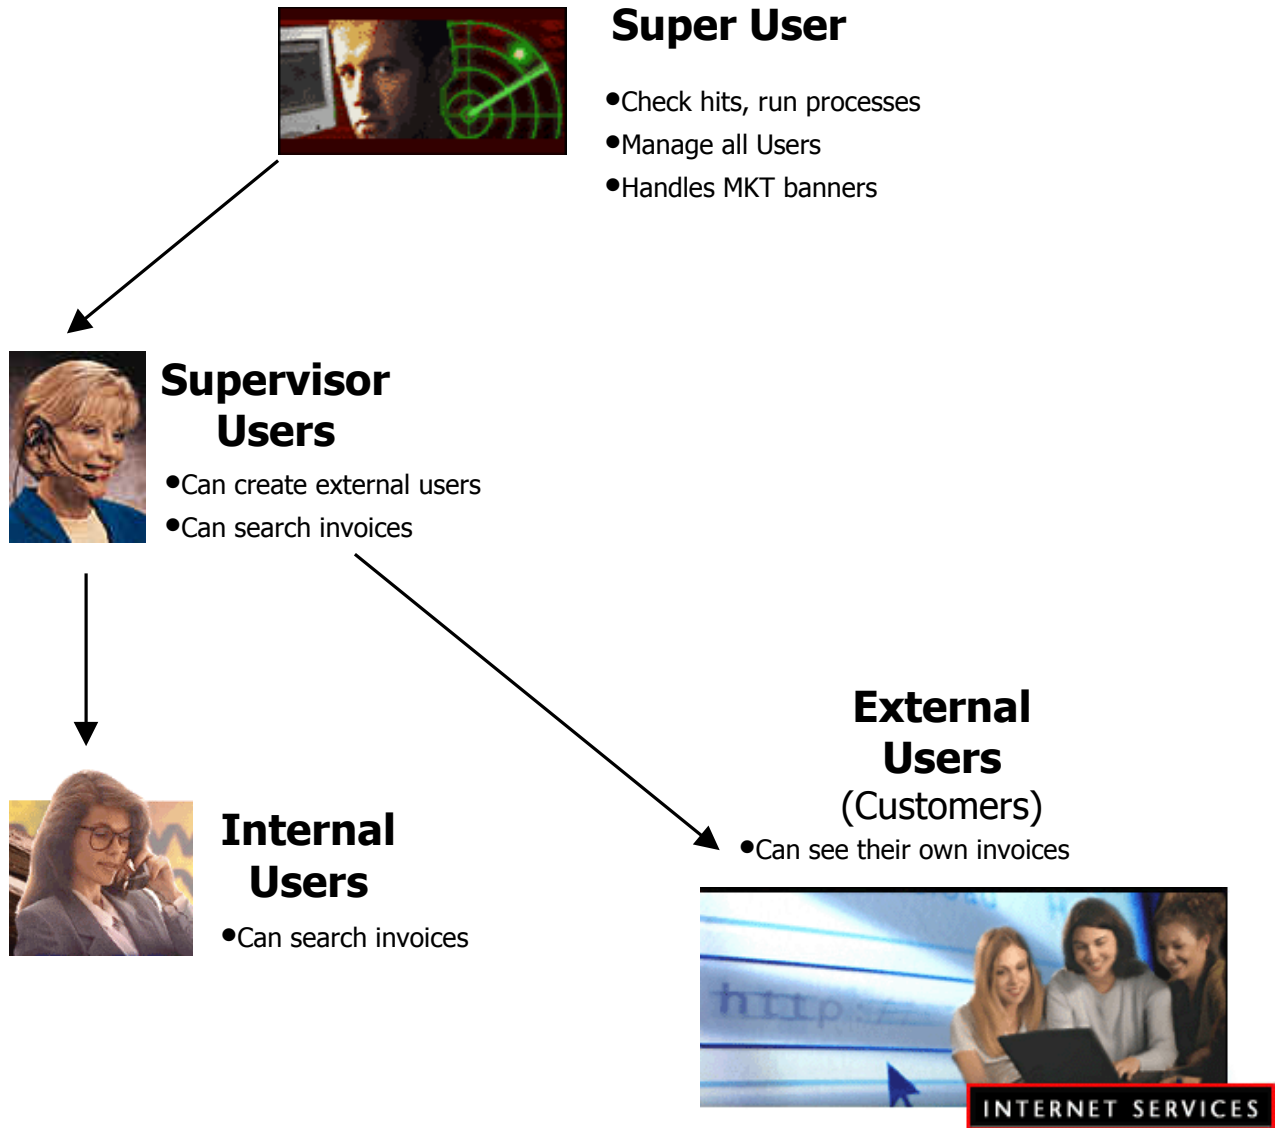 Super User
•Check hits, run processes
•Manage all Users
•Handles MKT banners
Supervisor
Users
•Can create external users
•Can search invoices
External
Users
(Customers)
•Can see their own invoices
Internal
Users
•Can search invoices
http://
INTERNET SERVICES